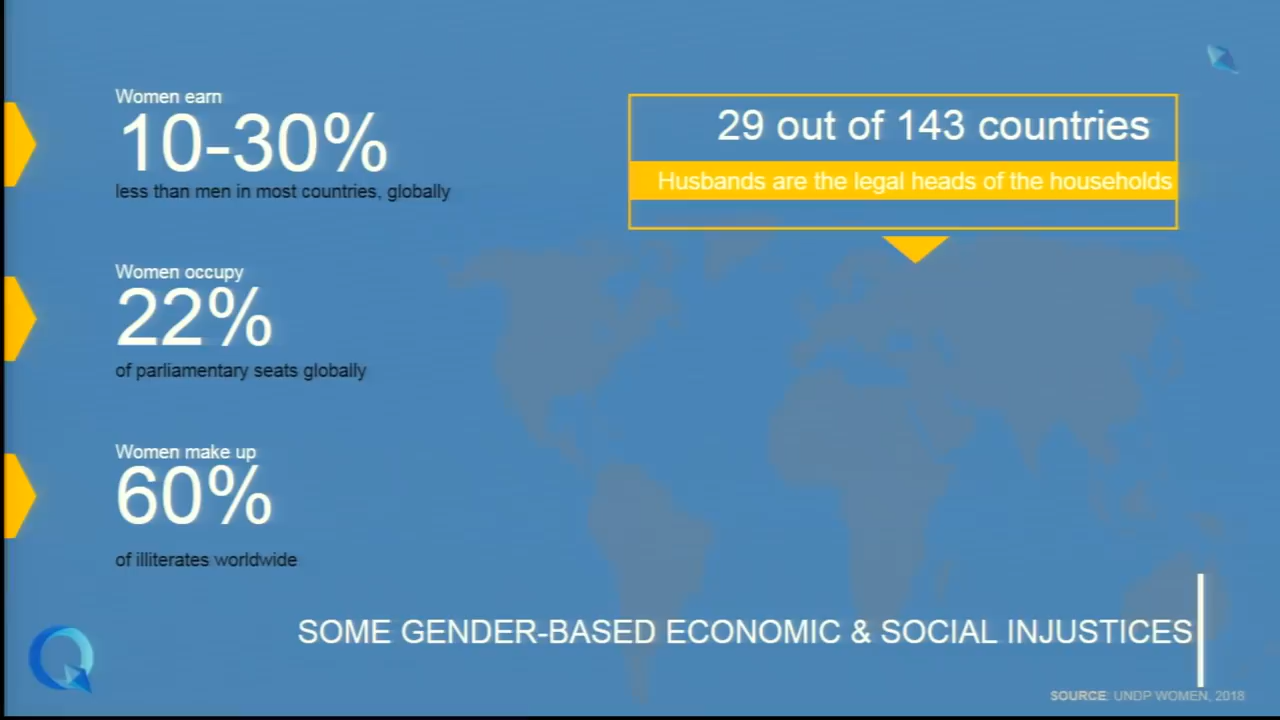 Women earn
10-30%
less than men in most countries, globally
29 out of 143 countries
Husbands are the legal heads of the households
Women occupy
22%
of parliamentary seats globally
Women make up
60%
of illiterates worldwide
SOME GENDER-BASED ECONOMIC & SOCIAL INJUSTICES
SOURCE: UNDP WOMEN, 2018